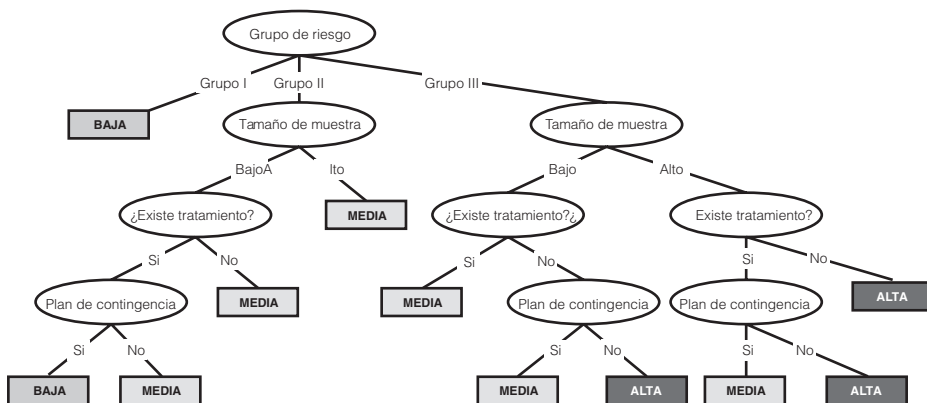 Grupo de riesgo
Grupo I
Grupo II
Grupo III
BAJA
Tamaño de muestra
Tamaño de muestra
BajoA
lto
Bajo
Alto
MEDIA
¿Existe tratamiento?
¿Existe tratamiento?¿
Existe tratamiento?
Si
No
Si
No
Si
No
Plan de contingencia
MEDIA
MEDIA
Plan de contingencia
Plan de contingencia
ALTA
Si
No
Si
No
Si
No
BAJA
MEDIA
MEDIA
ALTA
MEDIA
ALTA